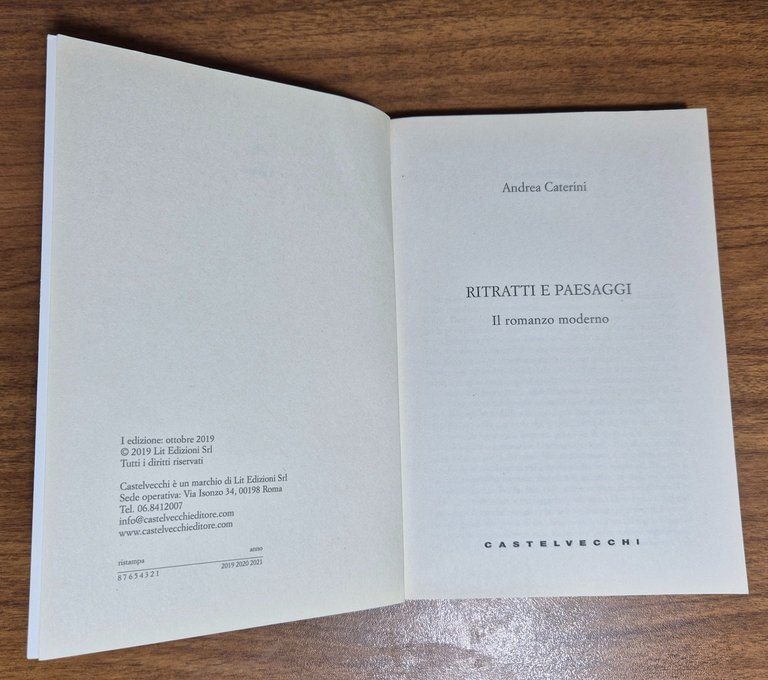 I edizione: ottobre 2019
© 2019 Lit Edizioni Srl
Tutti i diritti riservati
Castelvecchi è un marchio di Lit Edizioni Srl
Sede operativa: Via Isonzo 34, 00198 Roma
Tel. 06.8412007
info@castelvecchieditore.com
www.castelvecchieditore.com
ristampa anno
8 7 6 5 4 3 2 1 2019 2020 2021
Andrea Caterini
RITRATTI E PAESAGGI
Il romanzo moderno
CASTELVECCHI